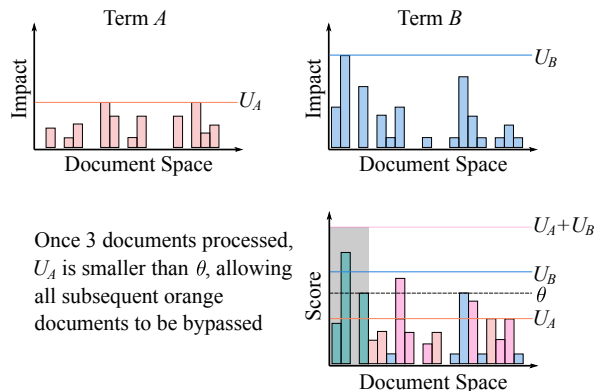 Term A
Term B
Impact
U_A
Document Space
Impact
U_B
Document Space
Once 3 documents processed,
U_A is smaller than θ, allowing
all subsequent orange
documents to be bypassed
Score
U_A+U_B
U_B
θ
U_A
Document Space